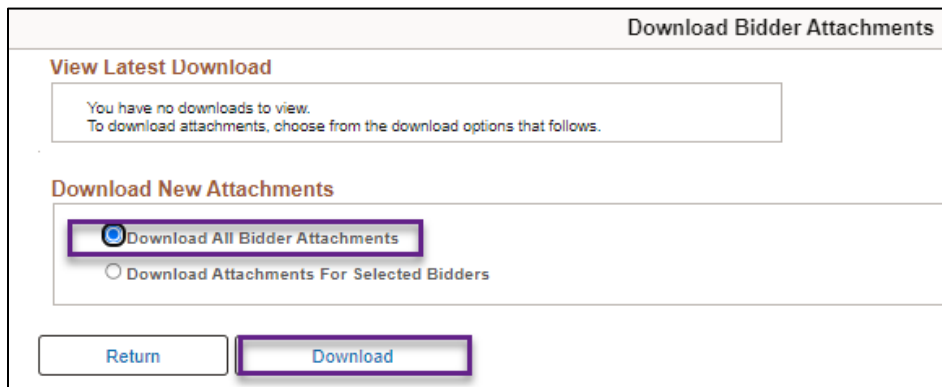 Download Bidder Attachments
View Latest Download
You have no downloads to view.
To download attachments, choose from the download options that follows.
Download New Attachments
Download All Bidder Attachments
Download Attachments For Selected Bidders
Return Download